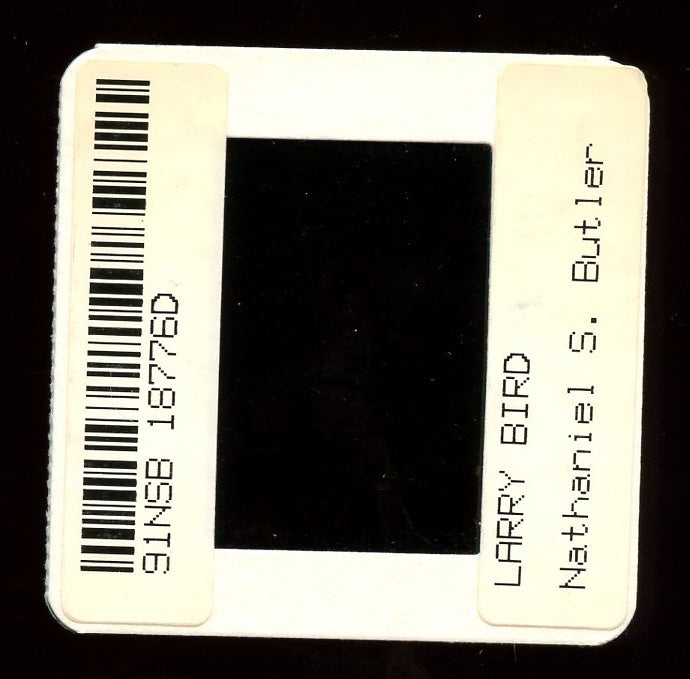 91NSB 18776D
LARRY BIRD
Nathaniel S. Butler